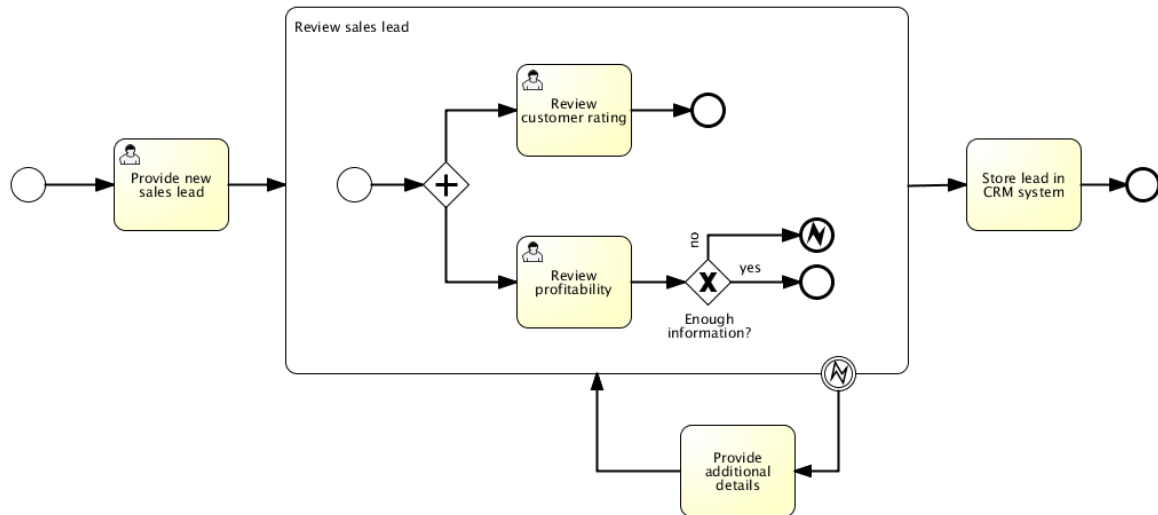 Review sales lead
Review
customer rating
Provide new
sales lead
Store lead in
CRM system
Review
profitability
no
yes
Enough
information?
Provide
additional
details